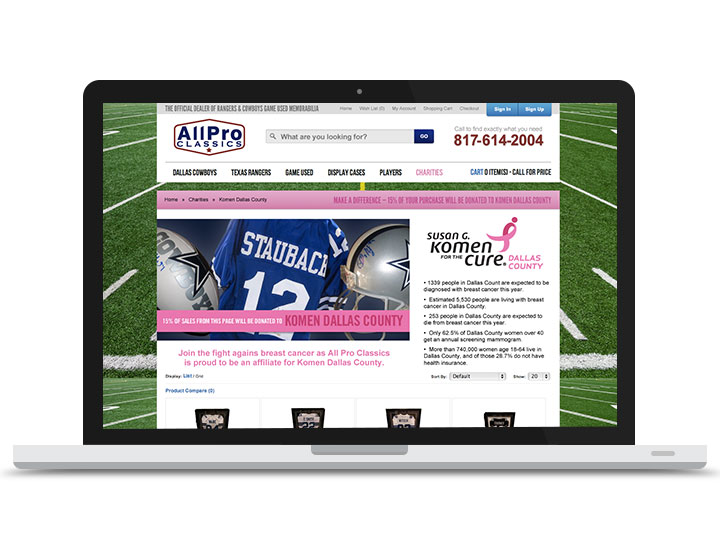 THE OFFICIAL DEALER OF RANGERS & COWBOYS GAME USED MEMORABILIA
Home Wish List (0) My Account Shopping Cart Checkout
Sign In Sign Up
AllPro
CLASSICS
What are you looking for?
GO
Call to find exactly what you need
817-614-2004
DALLAS COWBOYS TEXAS RANGERS GAME USED DISPLAY CASES PLAYERS CHARITIES
CART 0 ITEM(S) • CALL FOR PRICE
Home Charities Komen Dallas County
MAKE A DIFFERENCE – 15% OF YOUR PURCHASE WILL BE DONATED TO KOMEN DALLAS COUNTY
STAUBACH
12
12
15% OF SALES FROM THIS PAGE WILL BE DONATED TO KOMEN DALLAS COUNTY
SUSAN G.
Komen
FOR THE cure®
DALLAS
COUNTY
• 1339 people in Dallas Count are expected to be
diagnosed with breast cancer this year.
• Estimated 5,530 people are living with breast
cancer in Dallas County.
• 253 people in Dallas County are expected to
die from breast cancer this year.
• Only 62.5% of Dallas County women over 40
get an annual screening mammogram
• More than 740,000 women age 18-64 live in
Dallas County, and of those 28.7% do not have
health insurance.
Join the fight agains breast cancer as All Pro Classics
is proud to be an affiliate for Komen Dallas County.
Display: List / Grid
Sort By: Default
Show: 20
Product Compare (0)